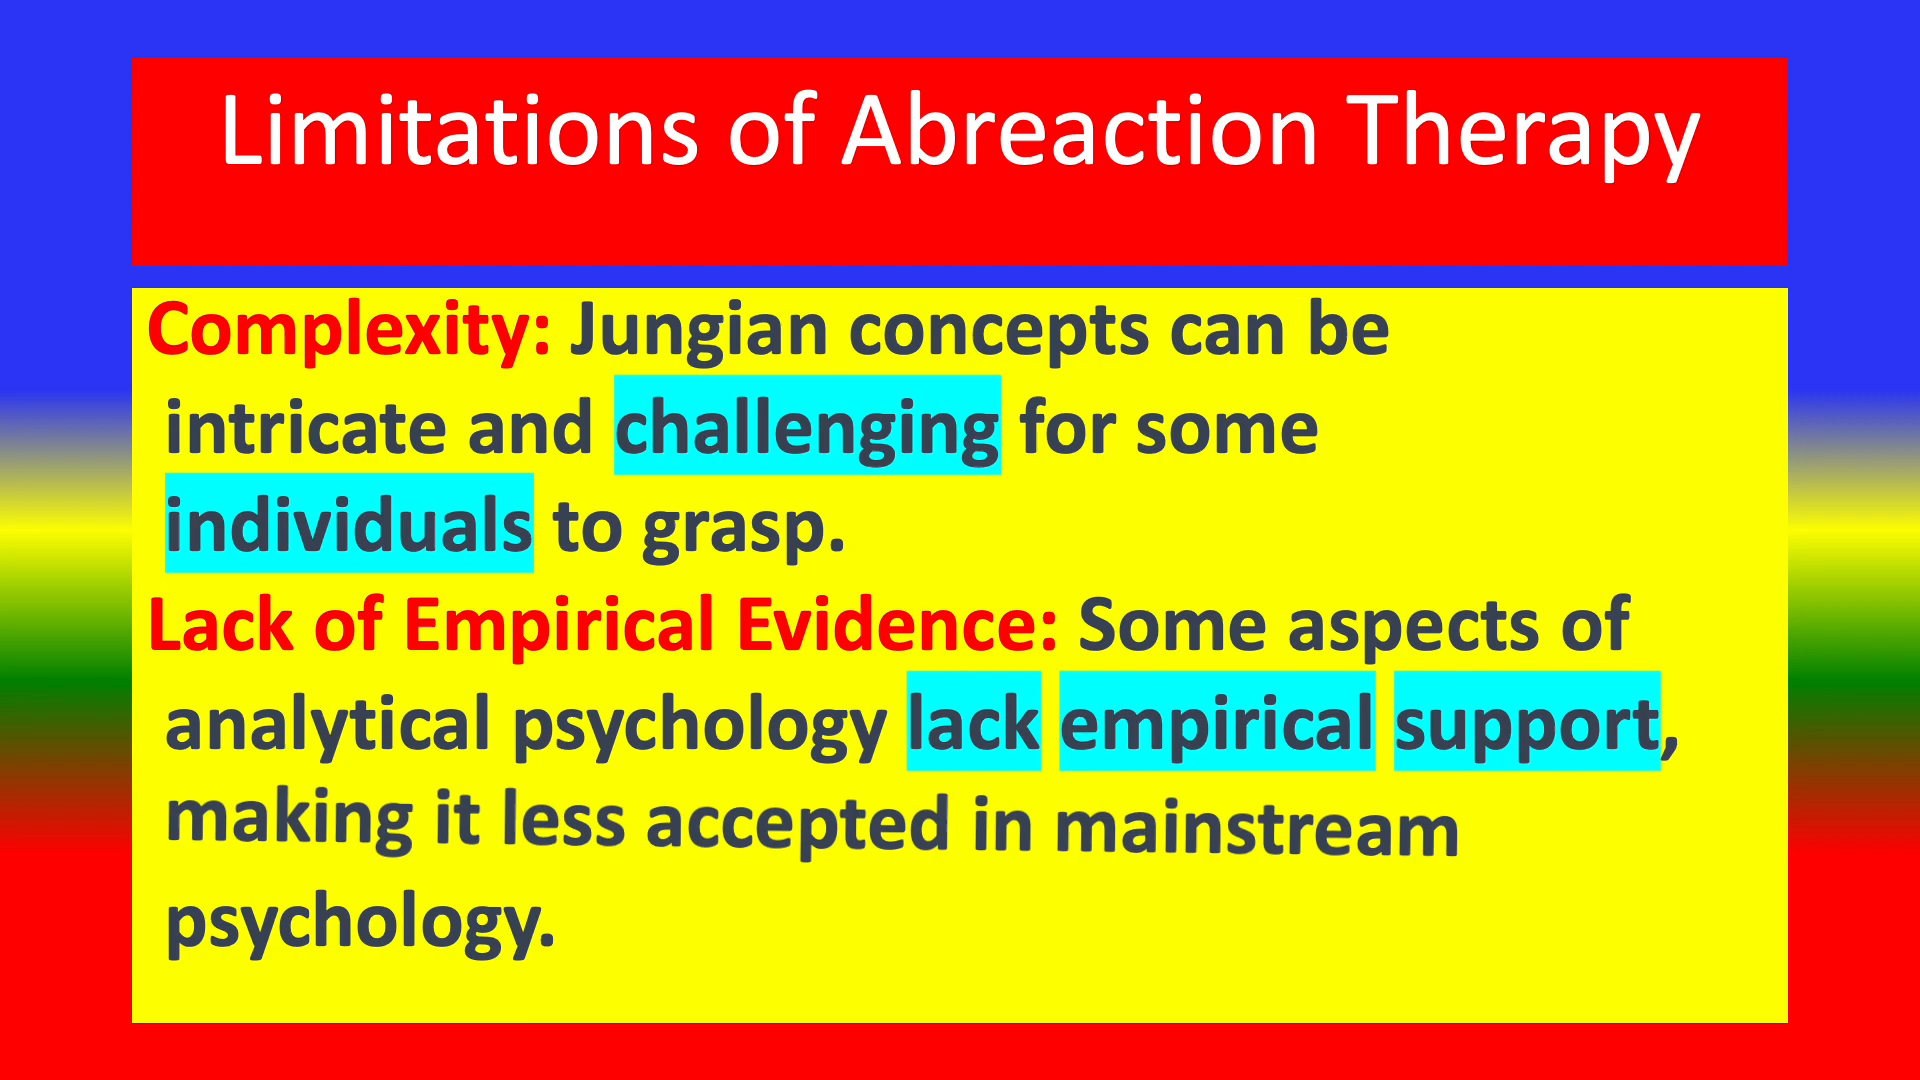 Limitations of Abreaction Therapy
Complexity: Jungian concepts can be
intricate and challenging for some
individuals to grasp.
Lack of Empirical Evidence: Some aspects of
analytical psychology lack empirical support,
making it less accepted in mainstream
psychology.